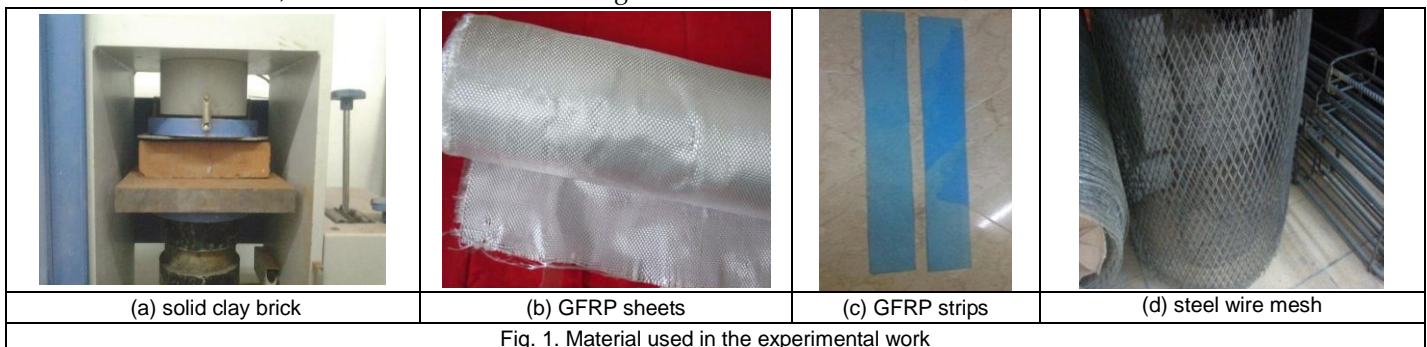 (a) solid clay brick
(b) GFRP sheets
(c) GFRP strips
(d) steel wire mesh
Fig. 1. Material used in the experimental work